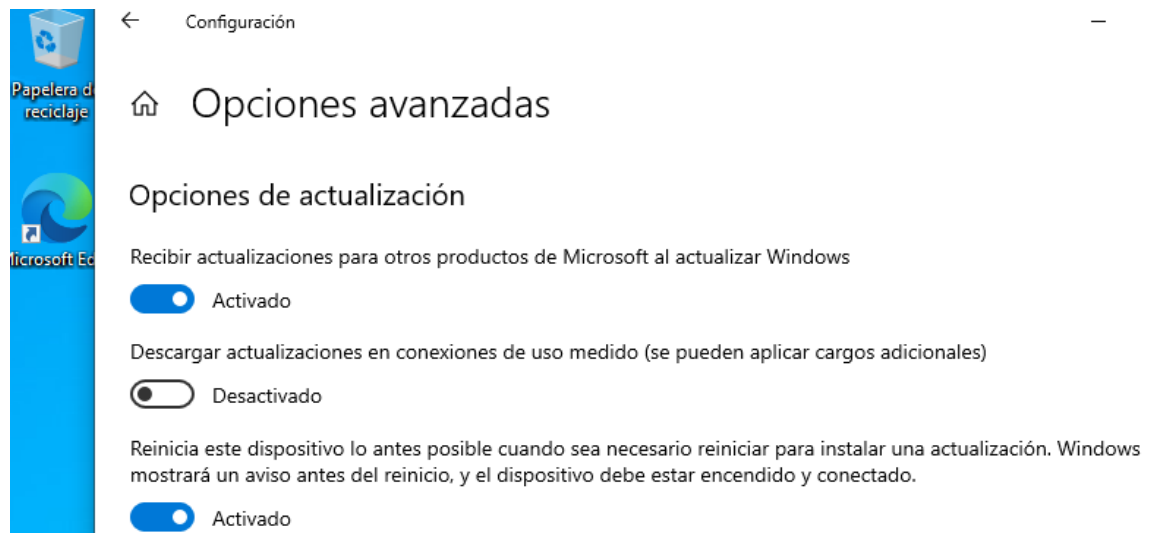 Configuración
Papelera de
reciclaje
Opciones avanzadas
Opciones de actualización
Microsoft Ed
Recibir actualizaciones para otros productos de Microsoft al actualizar Windows
Activado
Descargar actualizaciones en conexiones de uso medido (se pueden aplicar cargos adicionales)
Desactivado
Reinicia este dispositivo lo antes posible cuando sea necesario reiniciar para instalar una actualización. Windows
mostrará un aviso antes del reinicio, y el dispositivo debe estar encendido y conectado.
Activado